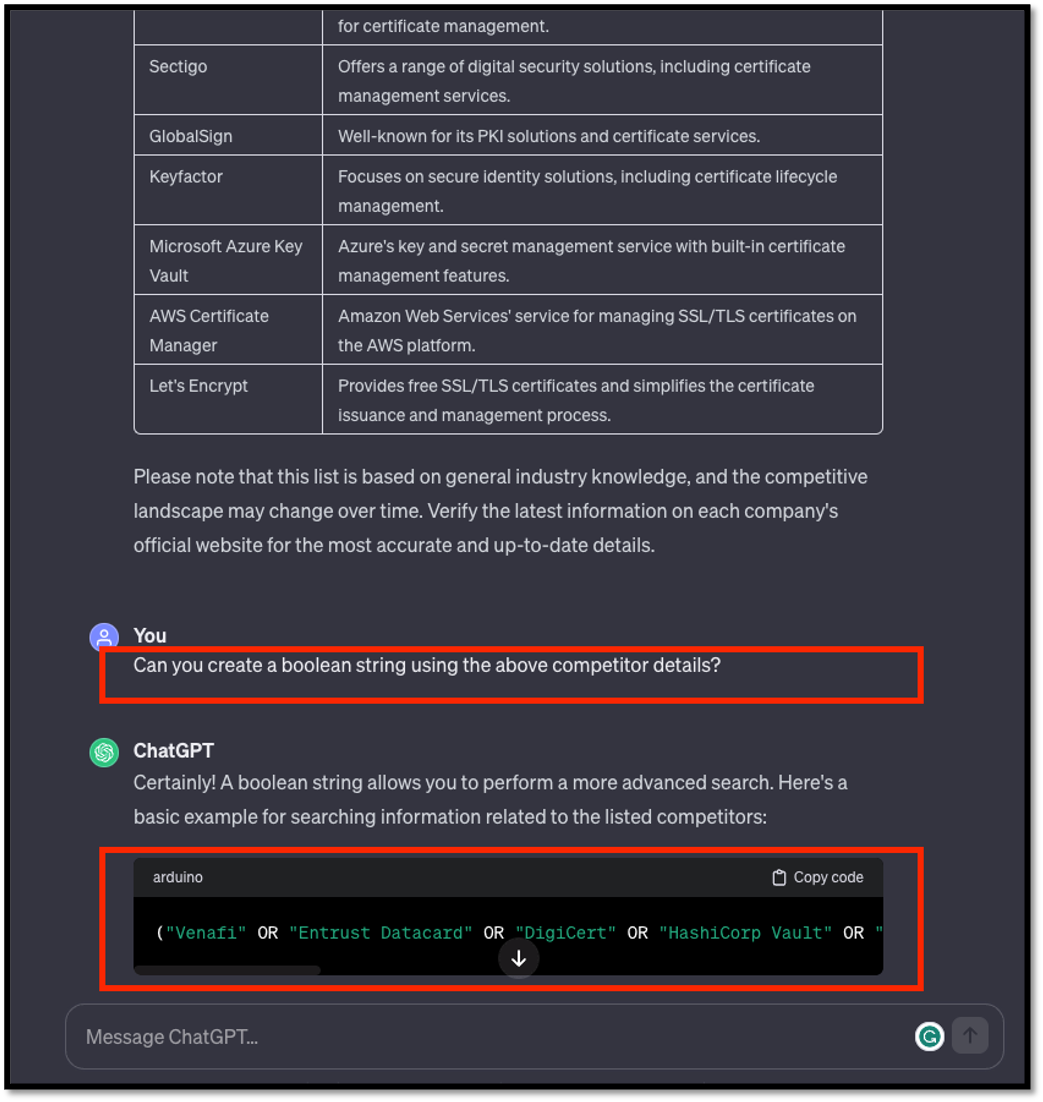 for certificate management.
Sectigo
Offers a range of digital security solutions, including certificate
management services.
GlobalSign
Well-known for its PKI solutions and certificate services.
Keyfactor
Focuses on secure identity solutions, including certificate lifecycle
management.
Microsoft Azure Key
Vault
Azure's key and secret management service with built-in certificate
management features.
AWS Certificate
Manager
Amazon Web Services' service for managing SSL/TLS certificates on
the AWS platform.
Let's Encrypt
Provides free SSL/TLS certificates and simplifies the certificate
issuance and management process.
Please note that this list is based on general industry knowledge, and the competitive
landscape may change over time. Verify the latest information on each company's
official website for the most accurate and up-to-date details.
You
Can you create a boolean string using the above competitor details?
ChatGPT
Certainly! A boolean string allows you to perform a more advanced search. Here's a
basic example for searching information related to the listed competitors:
arduino
Copy code
("Venafi" OR "Entrust Datacard" OR "DigiCert" OR "HashiCorp Vault" OR "
Message ChatGPT...